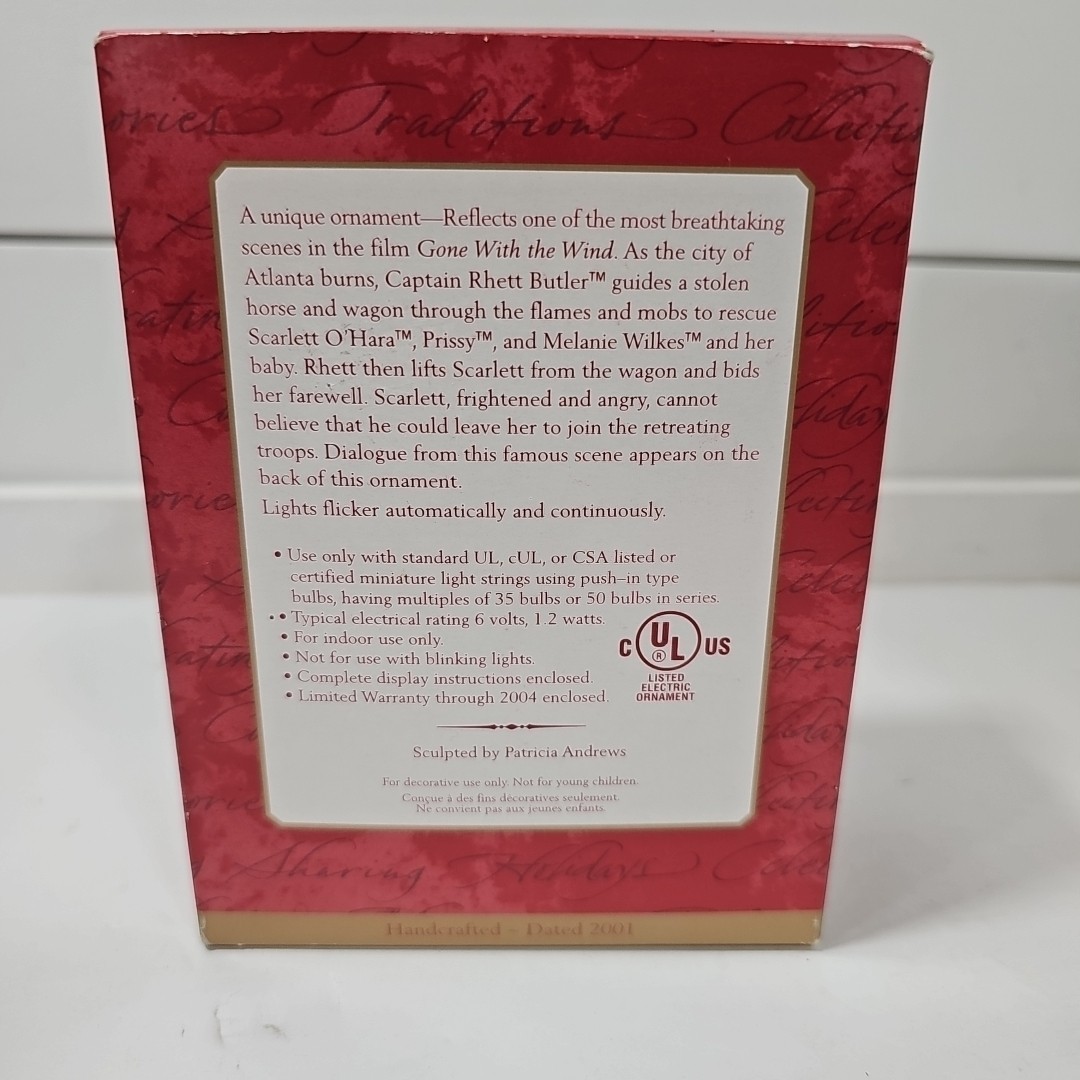 Traditions
A unique ornament—Reflects one of the most breathtaking
scenes in the film Gone With the Wind. As the city of
Atlanta burns, Captain Rhett Butler™ guides a stolen
horse and wagon through the flames and mobs to rescue
Scarlett O'Hara™, Prissy™, and Melanie Wilkes™ and her
baby. Rhett then lifts Scarlett from the wagon and bids
her farewell. Scarlett, frightened and angry, cannot
believe that he could leave her to join the retreating
troops. Dialogue from this famous scene appears on the
back of this ornament.
Lights flicker automatically and continuously.
• Use only with standard UL, cUL, or CSA listed or
certified miniature light strings using push–in type
bulbs, having multiples of 35 bulbs or 50 bulbs in series.
• Typical electrical rating 6 volts, 1.2 watts.
• For indoor use only.
• Not for use with blinking lights.
• Complete display instructions enclosed.
• Limited Warranty through 2004 enclosed.
C UL® US
LISTED
ELECTRIC
ORNAMENT
Sculpted by Patricia Andrews
For decorative use only. Not for young children.
Conçue à des fins décoratives seulement.
Ne convient pas aux jeunes enfants.
Sharing Holidays
Handcrafted ~ Dated 2001